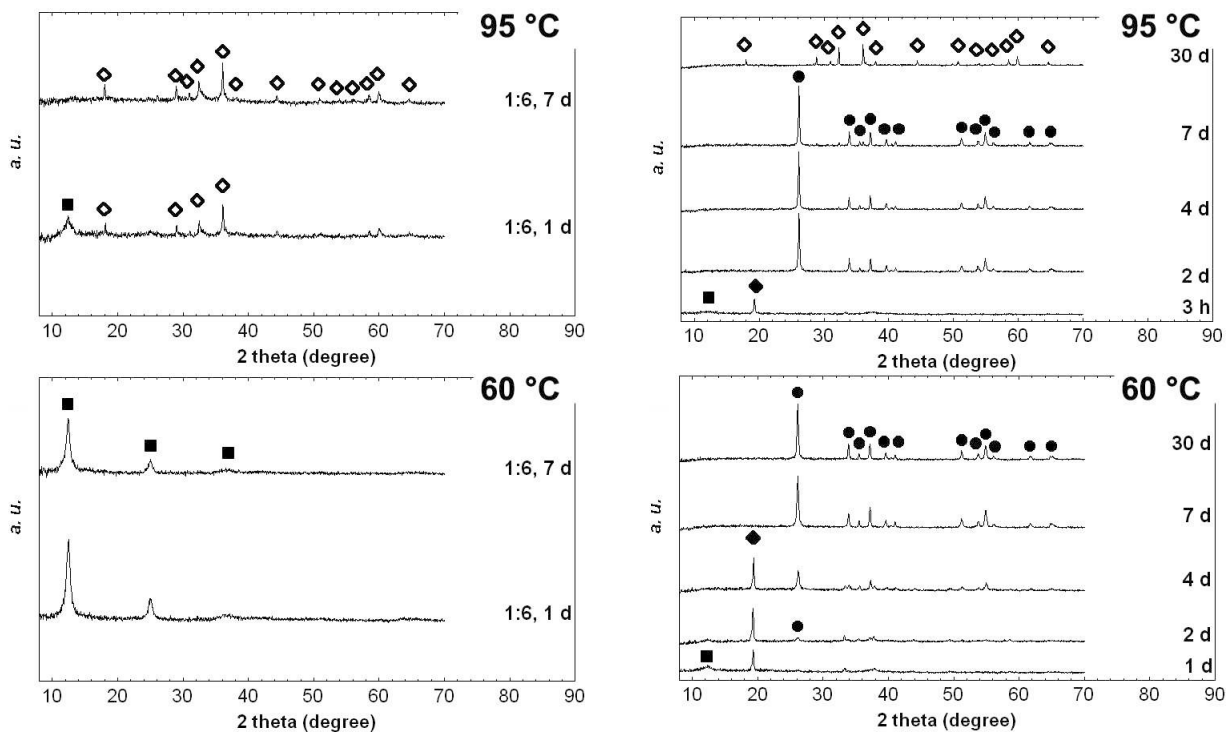 95 °C
1:6, 7 d
1:6, 1 d
a. u.
10 20 30 40 50 60 70 80 90
2 theta (degree)
95 °C
30 d
7 d
4 d
2 d
3 h
a. u.
10 20 30 40 50 60 70 80 90
2 theta (degree)
60 °C
1:6, 7 d
1:6, 1 d
a. u.
10 20 30 40 50 60 70 80 90
2 theta (degree)
60 °C
30 d
7 d
4 d
2 d
1 d
a. u.
10 20 30 40 50 60 70 80 90
2 theta (degree)